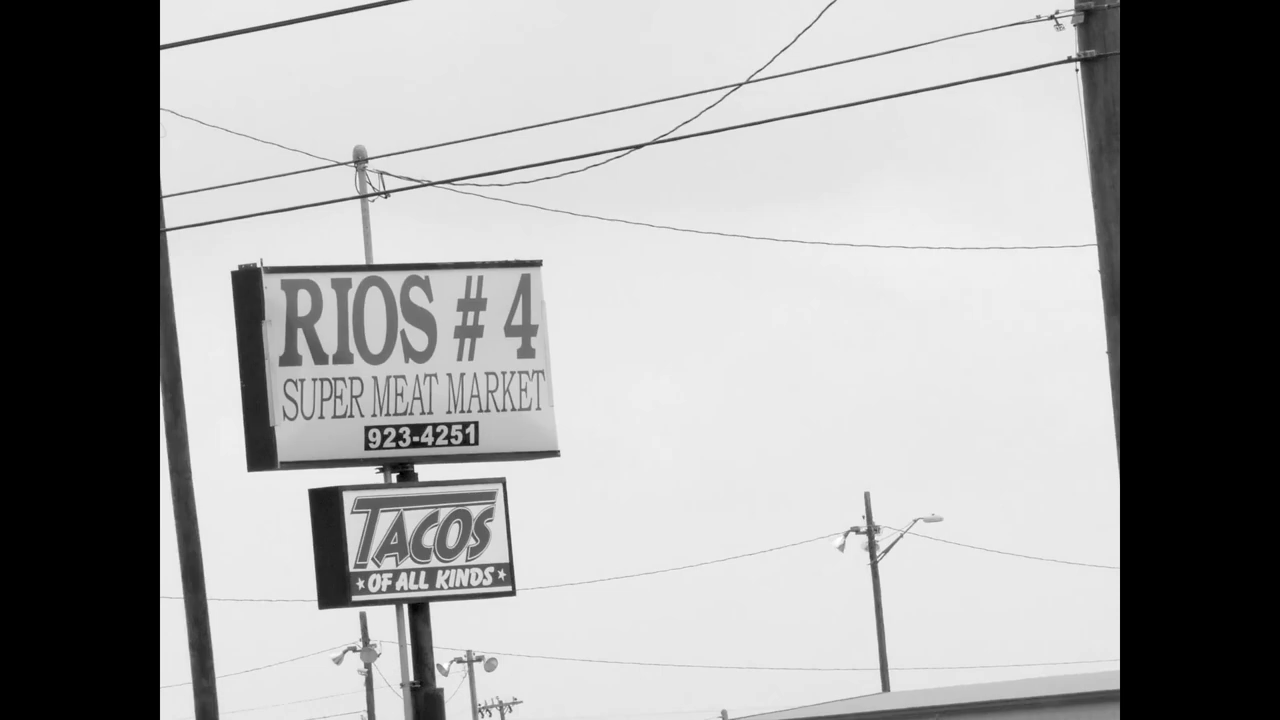 RIOS # 4
SUPER MEAT MARKET
923-4251
TACOS
OF ALL KINDS